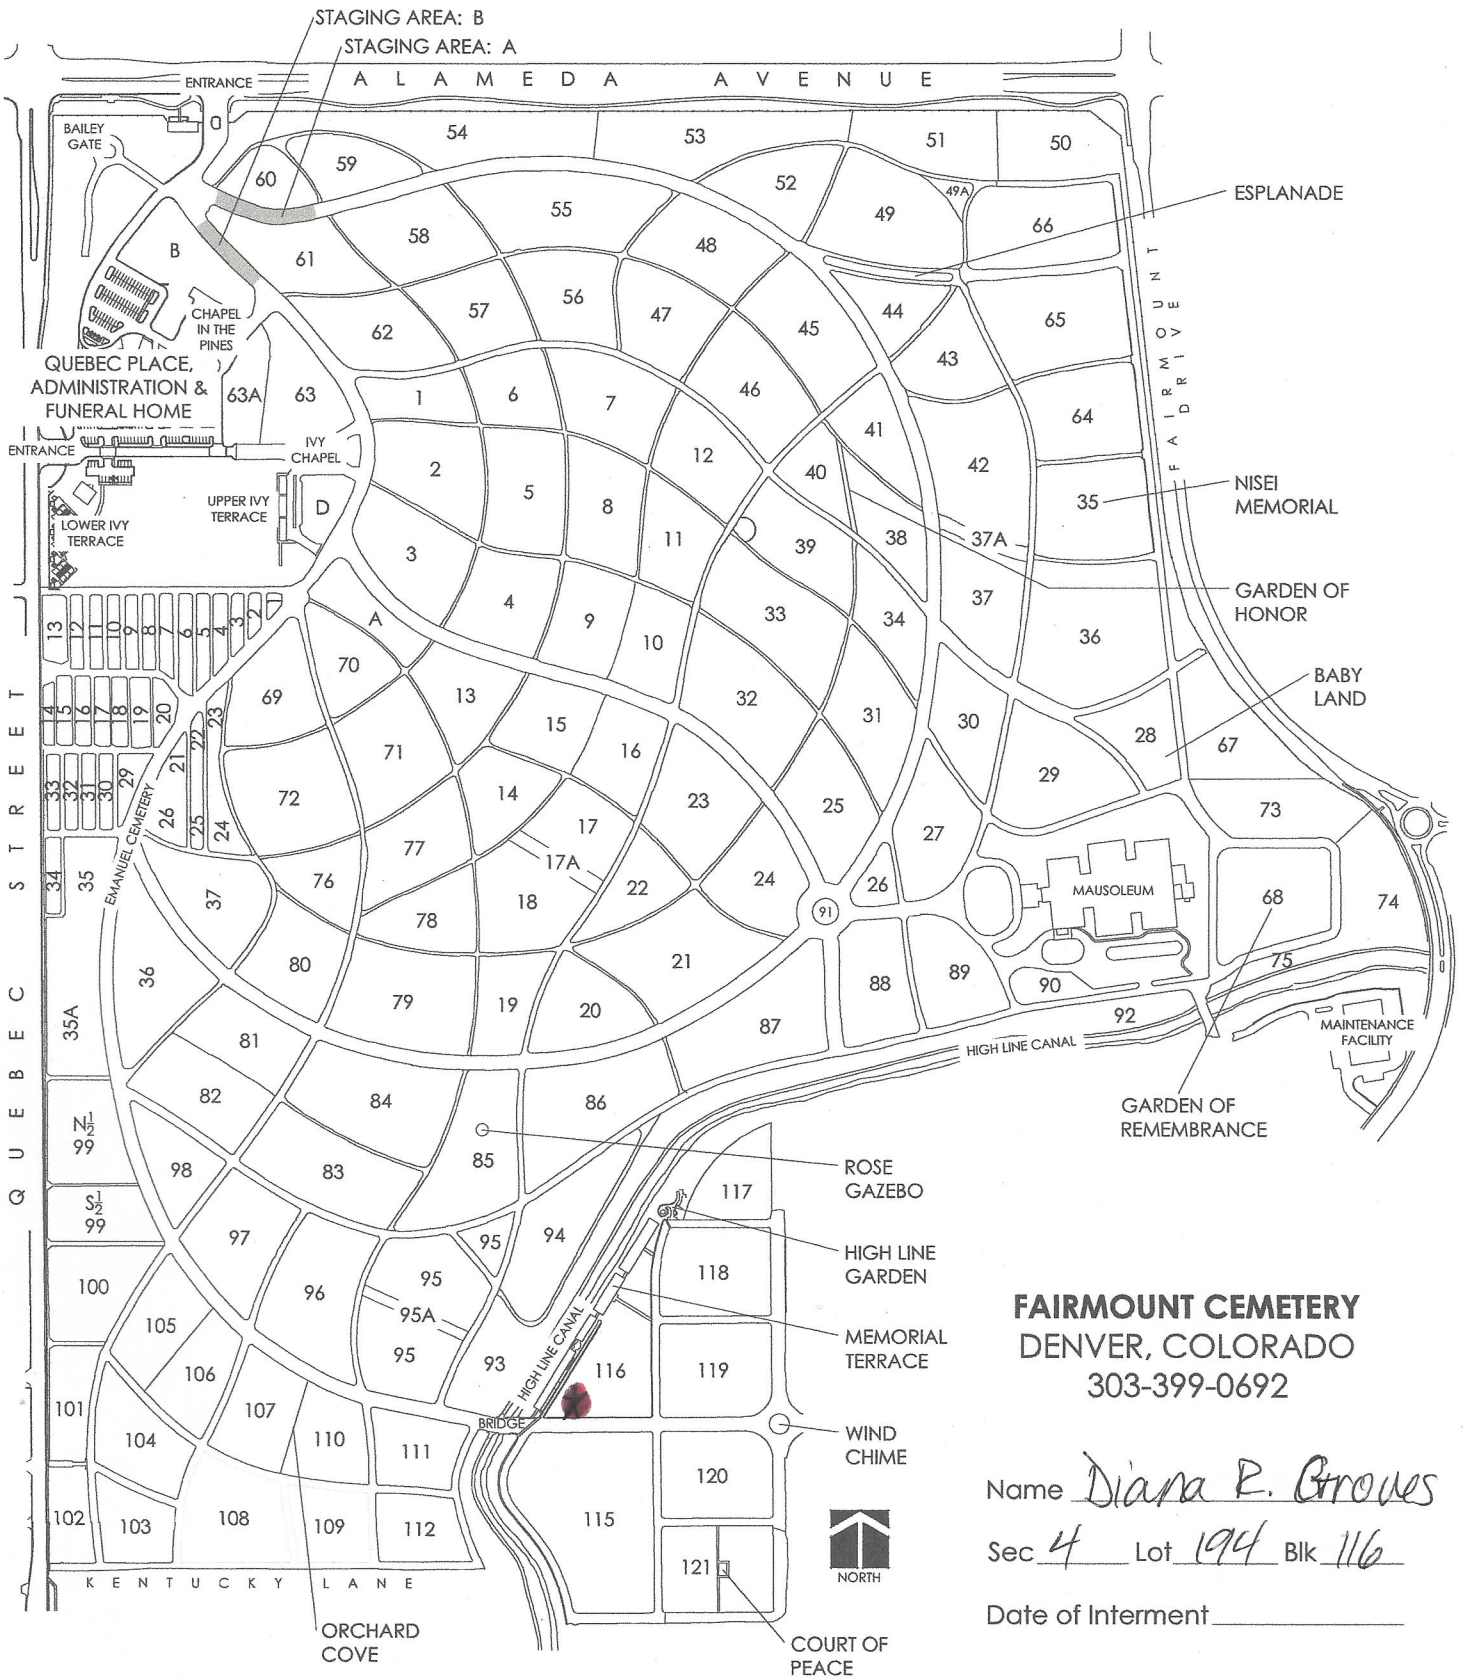 STAGING AREA: B
STAGING AREA: A
ENTRANCE
ALAMEDA AVENUE
BAILEY
GATE
54
53
51
50
60
59
52
49A
49
66
ESPLANADE
B
61
58
55
48
CHAPEL
IN THE
PINES
62
57
56
47
45
44
43
65
FAIRMOUNT
DRIVE
QUEBEC PLACE,
ADMINISTRATION &
FUNERAL HOME
63A
63
1
6
7
46
41
64
ENTRANCE
IVY
CHAPEL
2
5
8
12
40
42
35
NISEI
MEMORIAL
UPPER IVY
TERRACE
D
LOWER IVY
TERRACE
3
11
39
38
37A
37
36
GARDEN OF
HONOR
13
12
11
10
9
8
7
6
5
4
3
2
A
4
9
10
33
34
BABY
LAND
70
69
13
15
16
32
31
30
28
67
4
15
16
17
18
19
20
23
22
21
71
72
14
17
17A
23
25
27
29
73
33
32
31
30
29
26
25
24
EMANUEL CEMETERY
QUEBEC STREET
34
35
37
76
77
78
18
22
24
26
91
MAUSOLEUM
68
74
36
80
79
19
20
21
88
89
90
75
92
35A
81
82
84
86
87
HIGH LINE CANAL
MAINTENANCE
FACILITY
GARDEN OF
REMEMBRANCE
N½
99
S½
99
98
83
85
ROSE
GAZEBO
117
97
95
94
HIGH LINE
GARDEN
100
96
95
95A
95
118
105
106
93
HIGH LINE CANAL
116
119
MEMORIAL
TERRACE
101
104
107
110
111
BRIDGE
WIND
CHIME
102
103
108
109
112
115
120
121
NORTH
KENTUCKY LANE
ORCHARD
COVE
COURT OF
PEACE
FAIRMOUNT CEMETERY
DENVER, COLORADO
303-399-0692
Name Diana R. Groves
Sec 4 Lot 194 Blk 116
Date of Interment